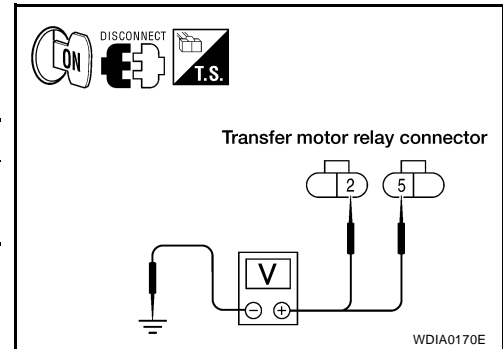 ON
DISCONNECT
T.S.
Transfer motor relay connector
2
5
V
− +
WDIA0170E